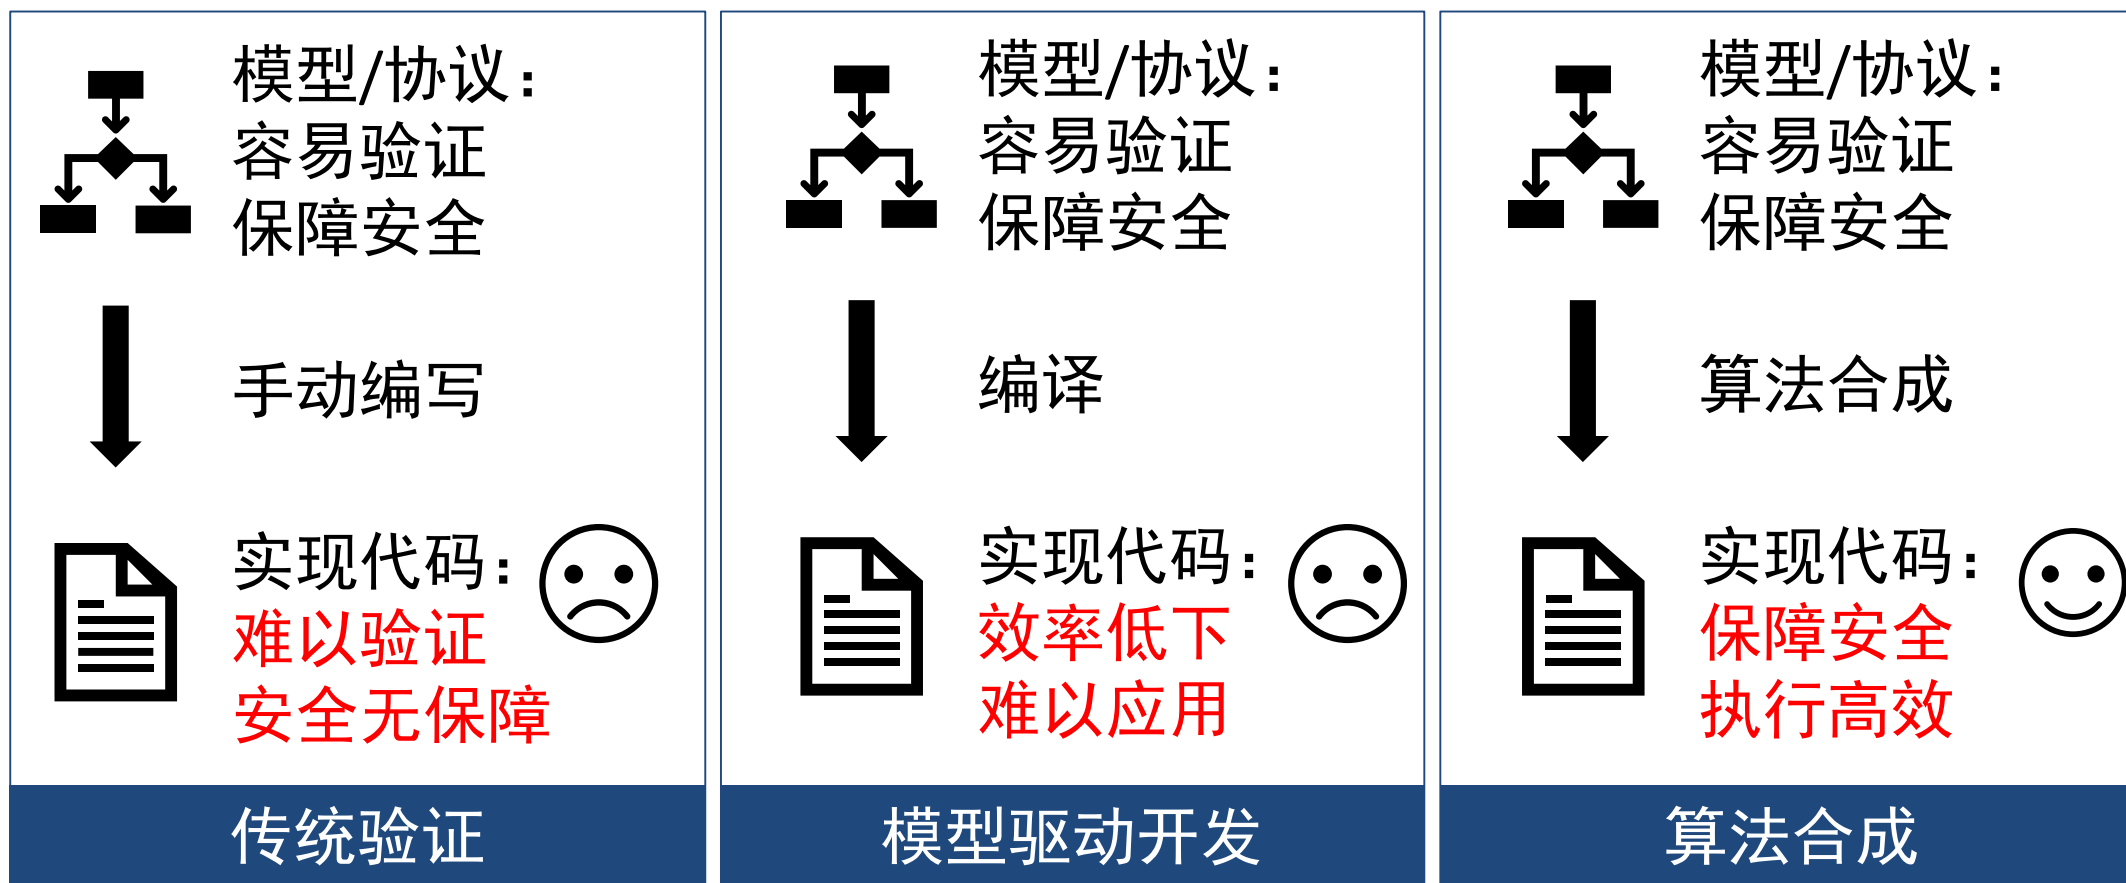 模型/协议：
容易验证
保障安全
手动编写
实现代码：
难以验证
安全无保障
传统验证
模型/协议：
容易验证
保障安全
编译
实现代码：
效率低下
难以应用
模型驱动开发
模型/协议：
容易验证
保障安全
算法合成
实现代码：
保障安全
执行高效
算法合成